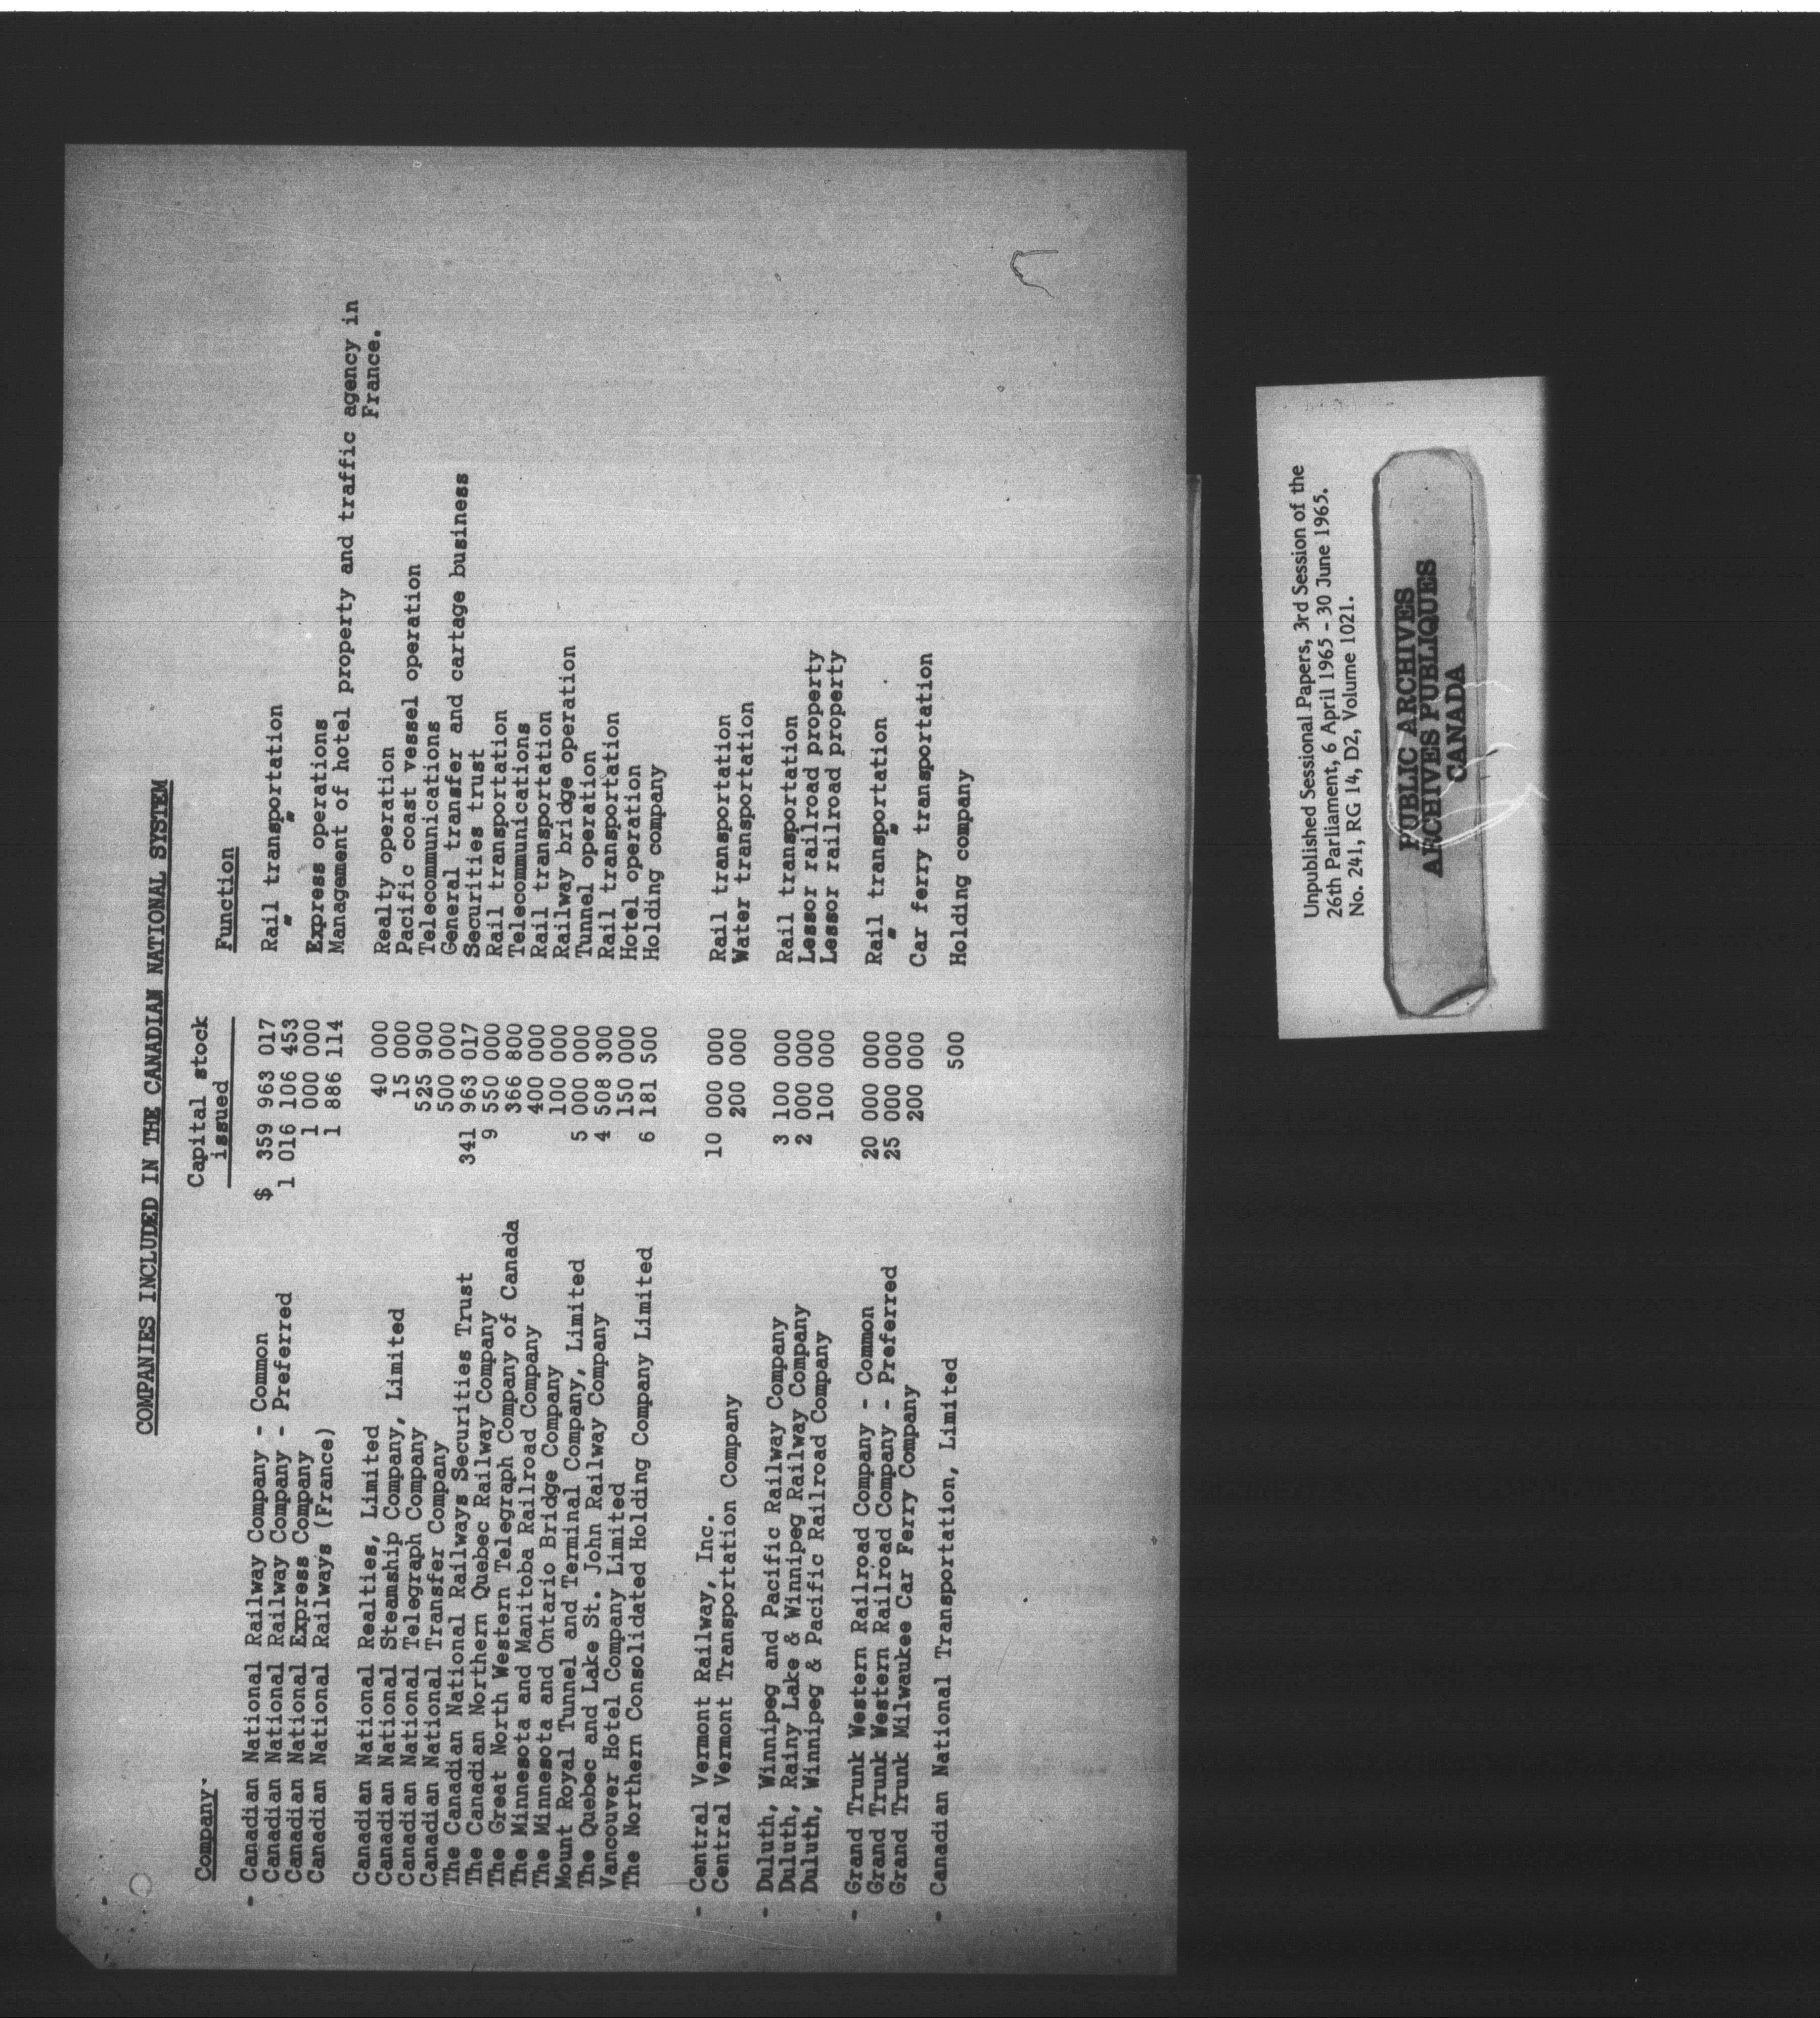 COMPANIES INCLUDED IN THE CANADIAN NATIONAL SYSTEM
Company Capital stock issued Function
- Canadian National Railway Company - Common $ 359 963 017 Rail transportation
Canadian National Railway Company - Preferred 1 016 106 453 " "
Canadian National Express Company 1 000 000 Express operations
Canadian National Railways (France) 1 886 114 Management of hotel property and traffic agency in
France.
Canadian National Realties, Limited 40 000 Realty operation
Canadian National Steamship Company, Limited 15 000 Pacific coast vessel operation
Canadian National Telegraph Company 525 900 Telecommunications
Canadian National Transfer Company 500 000 General transfer and cartage business
The Canadian National Railways Securities Trust 341 963 017 Securities trust
The Canadian Northern Quebec Railway Company 9 550 000 Rail transportation
The Great North Western Telegraph Company of Canada 366 800 Telecommunications
The Minnesota and Manitoba Railroad Company 400 000 Rail transportation
The Minnesota and Ontario Bridge Company 100 000 Railway bridge operation
Mount Royal Tunnel and Terminal Company, Limited 5 000 000 Tunnel operation
The Quebec and Lake St. John Railway Company 4 508 300 Rail transportation
Vancouver Hotel Company Limited 150 000 Hotel operation
The Northern Consolidated Holding Company Limited 6 181 500 Holding company
- Central Vermont Railway, Inc. 10 000 000 Rail transportation
Central Vermont Transportation Company 200 000 Water transportation
- Duluth, Winnipeg and Pacific Railway Company 3 100 000 Rail transportation
Duluth, Rainy Lake & Winnipeg Railway Company 2 000 000 Lessor railroad property
Duluth, Winnipeg & Pacific Railroad Company 100 000 Lessor railroad property
- Grand Trunk Western Railroad Company - Common 20 000 000 Rail transportation
Grand Trunk Western Railroad Company - Preferred 25 000 000 " "
Grand Trunk Milwaukee Car Ferry Company 200 000 Car ferry transportation
- Canadian National Transportation, Limited 500 Holding company
Unpublished Sessional Papers, 3rd Session of the
26th Parliament, 6 April 1965 - 30 June 1965.
No. 241, RG 14, D2, Volume 1021.
PUBLIC ARCHIVES
ARCHIVES PUBLIQUES
CANADA